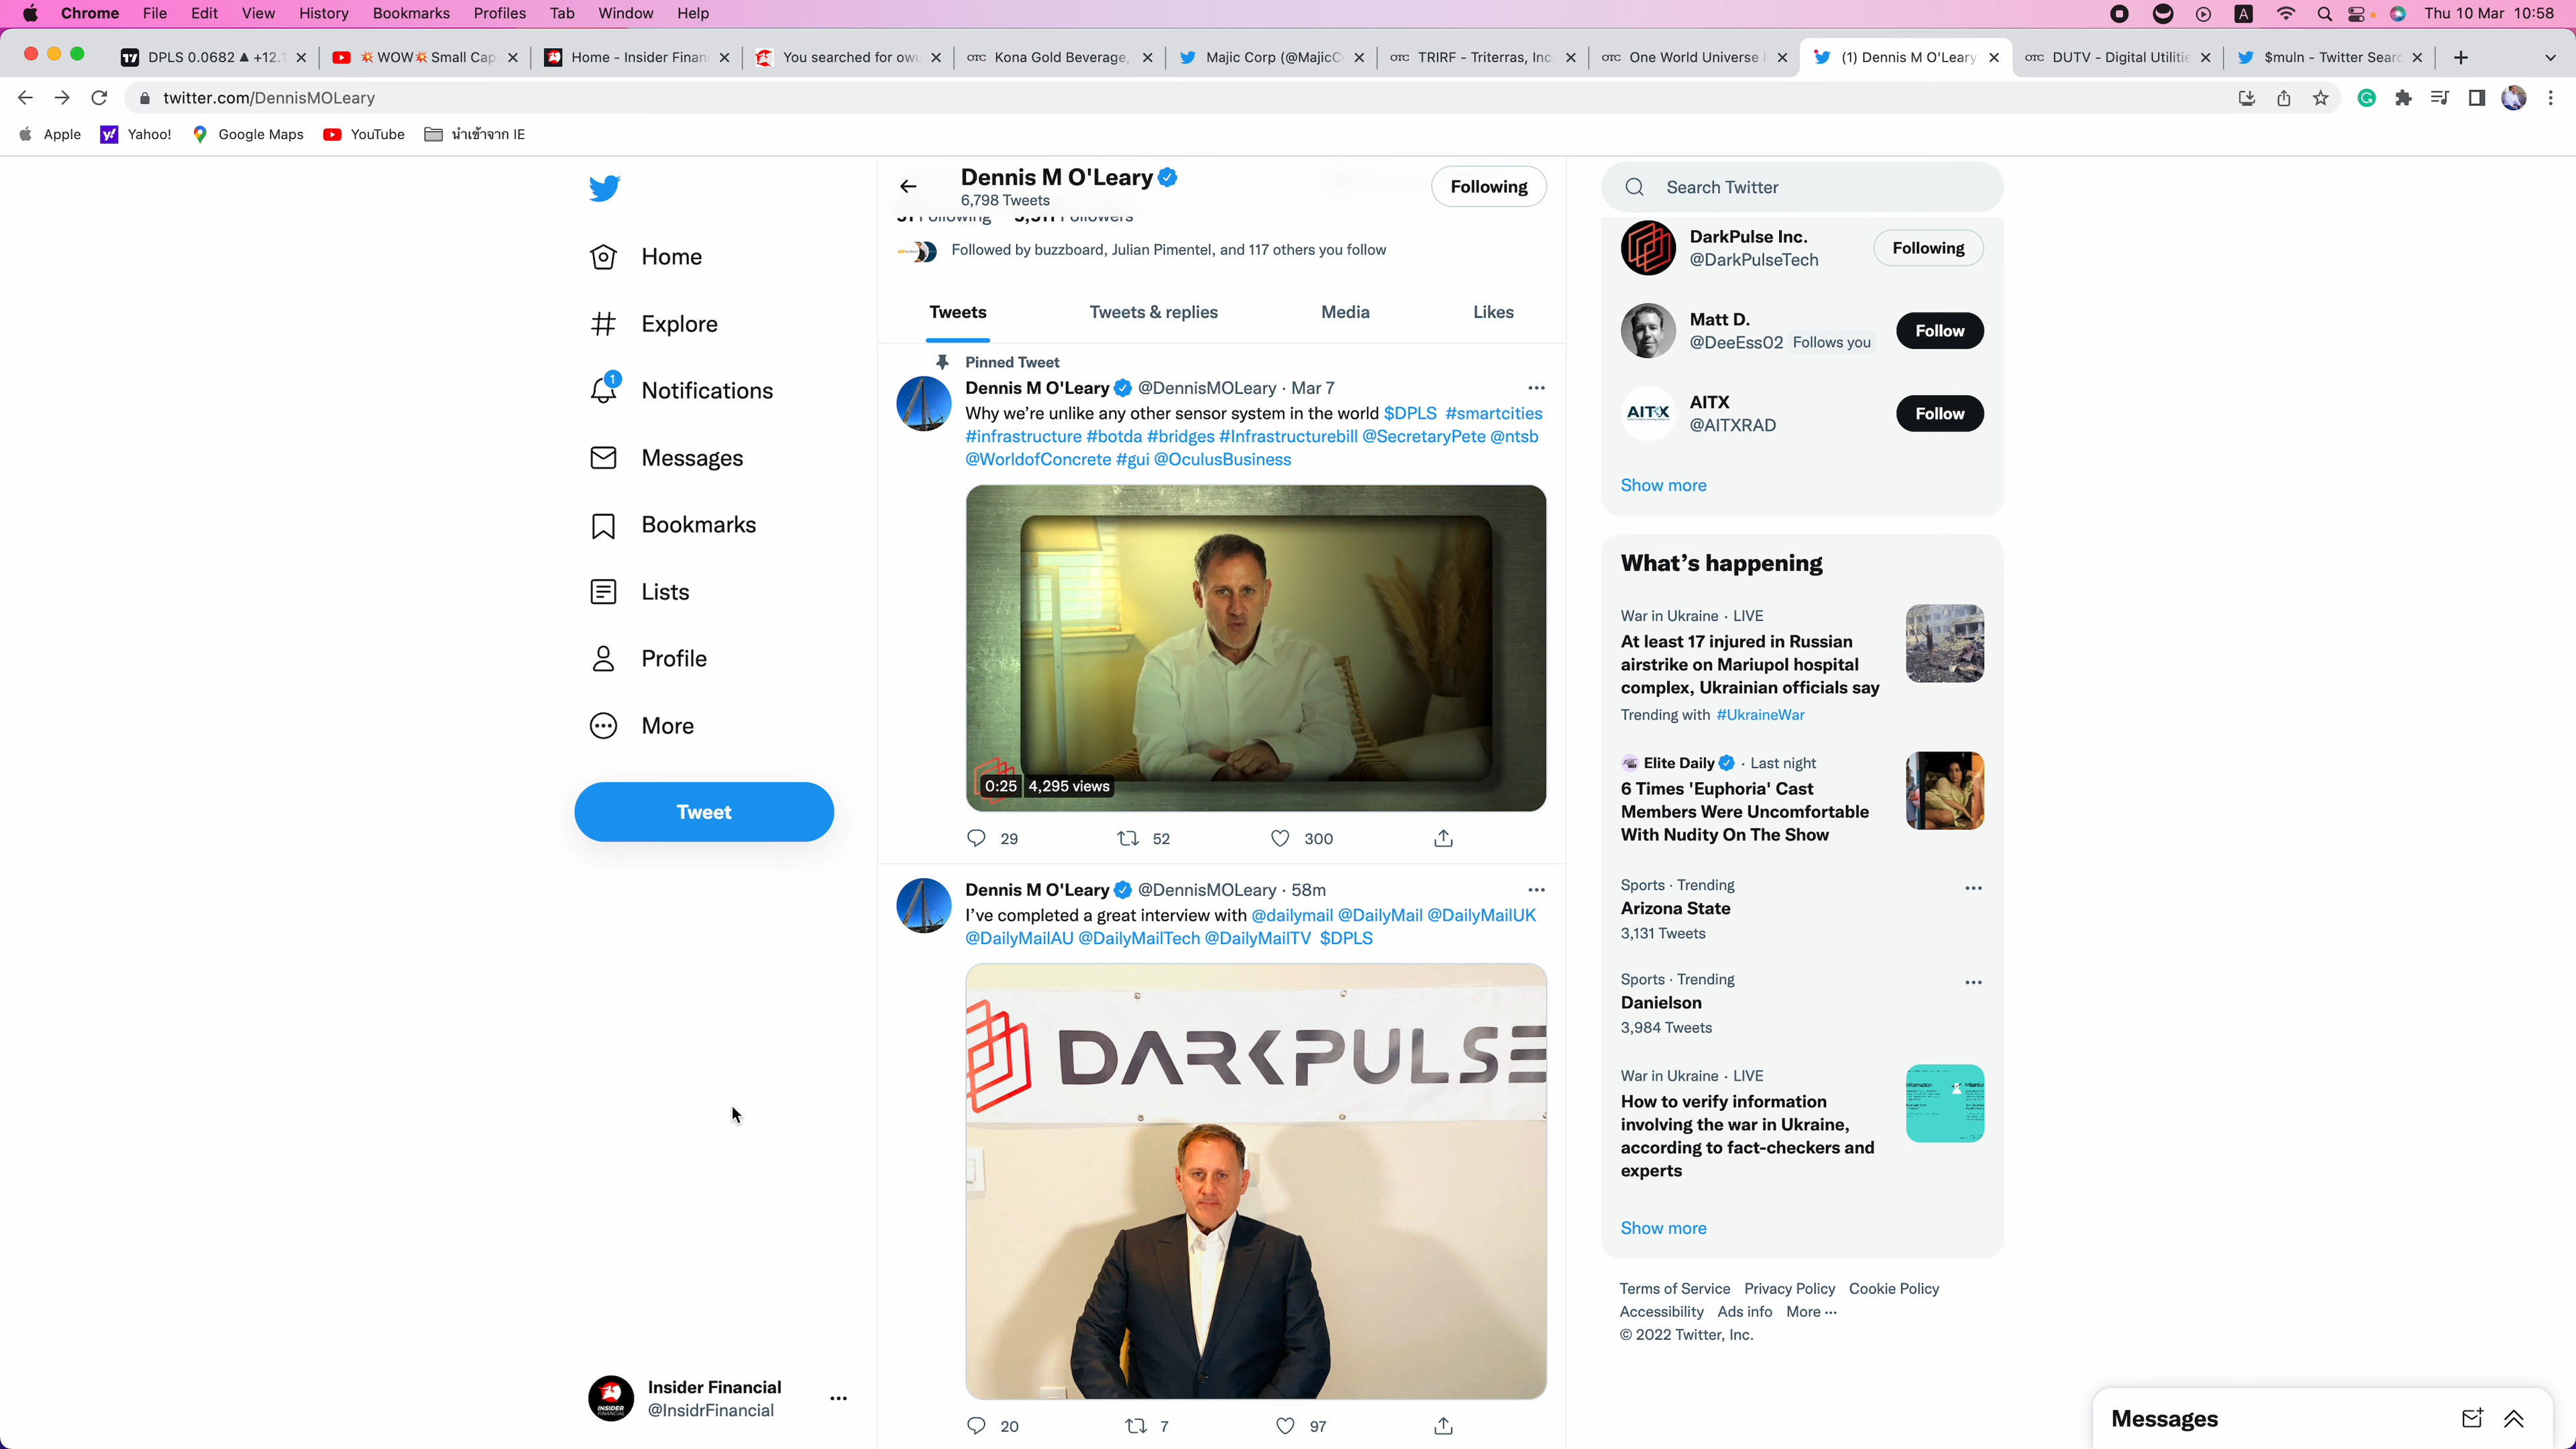 Chrome File Edit View History Bookmarks Profiles Tab Window Help
A Thu 10 Mar 10:58
DPLS 0.0682 ▲ +12.1
💥 WOW💥 Small Cap
Home - Insider Finan
You searched for owu
OTC Kona Gold Beverage,
Majic Corp (@MajicC
OTC TRIRF - Triterras, Inc.
OTC One World Universe I
(1) Dennis M O'Leary
OTC DUTV - Digital Utilitie
$muln - Twitter Searc
twitter.com/DennisMOLeary
Apple
Yahoo!
Google Maps
YouTube
นำเข้าจาก IE
Home
Explore
1
Notifications
Messages
Bookmarks
Lists
Profile
More
Tweet
Insider Financial
@InsidrFinancial
INSIDER
FINANCIAL
Dennis M O'Leary
6,798 Tweets
Following
Following Followers
Followed by buzzboard, Julian Pimentel, and 117 others you follow
Tweets Tweets & replies Media Likes
Pinned Tweet
Dennis M O'Leary @DennisMOLeary · Mar 7
Why we're unlike any other sensor system in the world $DPLS #smartcities
#infrastructure #botda #bridges #Infrastructurebill @SecretaryPete @ntsb
@WorldofConcrete #gui @OculusBusiness
0:25 4,295 views
29 52 300
Dennis M O'Leary @DennisMOLeary · 58m
I've completed a great interview with @dailymail @DailyMail @DailyMailUK
@DailyMailAU @DailyMailTech @DailyMailTV $DPLS
DARKPULSE
20 7 97
Search Twitter
DarkPulse Inc.
@DarkPulseTech
Following
Matt D.
@DeeEss02 Follows you
Follow
AITX
AITX
@AITXRAD
Follow
Show more
What's happening
War in Ukraine · LIVE
At least 17 injured in Russian
airstrike on Mariupol hospital
complex, Ukrainian officials say
Trending with #UkraineWar
Elite Daily · Last night
6 Times 'Euphoria' Cast
Members Were Uncomfortable
With Nudity On The Show
Sports · Trending
Arizona State
3,131 Tweets
Sports · Trending
Danielson
3,984 Tweets
War in Ukraine · LIVE
How to verify information
involving the war in Ukraine,
according to fact-checkers and
experts
Show more
Terms of Service Privacy Policy Cookie Policy
Accessibility Ads info More ···
© 2022 Twitter, Inc.
Messages